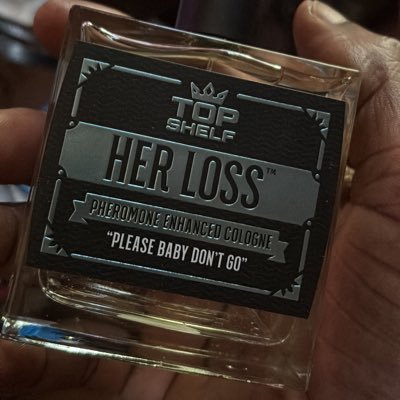 TOP
SHELF
HER LOSS™
PHEROMONE ENHANCED COLOGNE
"PLEASE BABY DON'T GO"